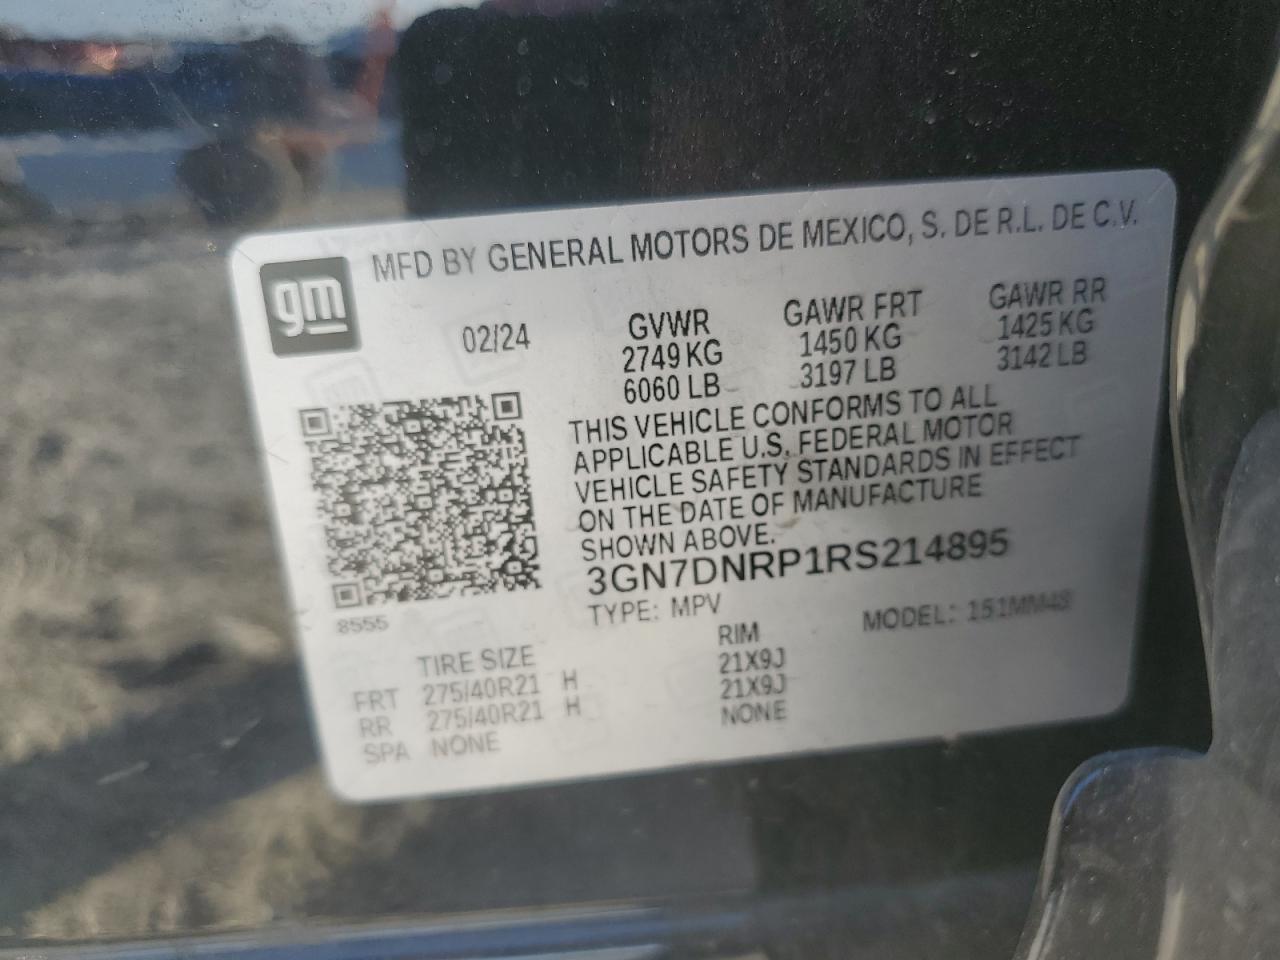 gm
MFD BY GENERAL MOTORS DE MEXICO, S. DE R.L. DE C.V.
02/24
GVWR
2749 KG
6060 LB
GAWR FRT
1450 KG
3197 LB
GAWR RR
1425 KG
3142 LB
THIS VEHICLE CONFORMS TO ALL
APPLICABLE U.S. FEDERAL MOTOR
VEHICLE SAFETY STANDARDS IN EFFECT
ON THE DATE OF MANUFACTURE
SHOWN ABOVE.
3GN7DNRP1RS214895
TYPE: MPV
MODEL: 151MM48
8555
TIRE SIZE RIM
FRT 275/40R21 H 21X9J
RR 275/40R21 H 21X9J
SPA NONE NONE